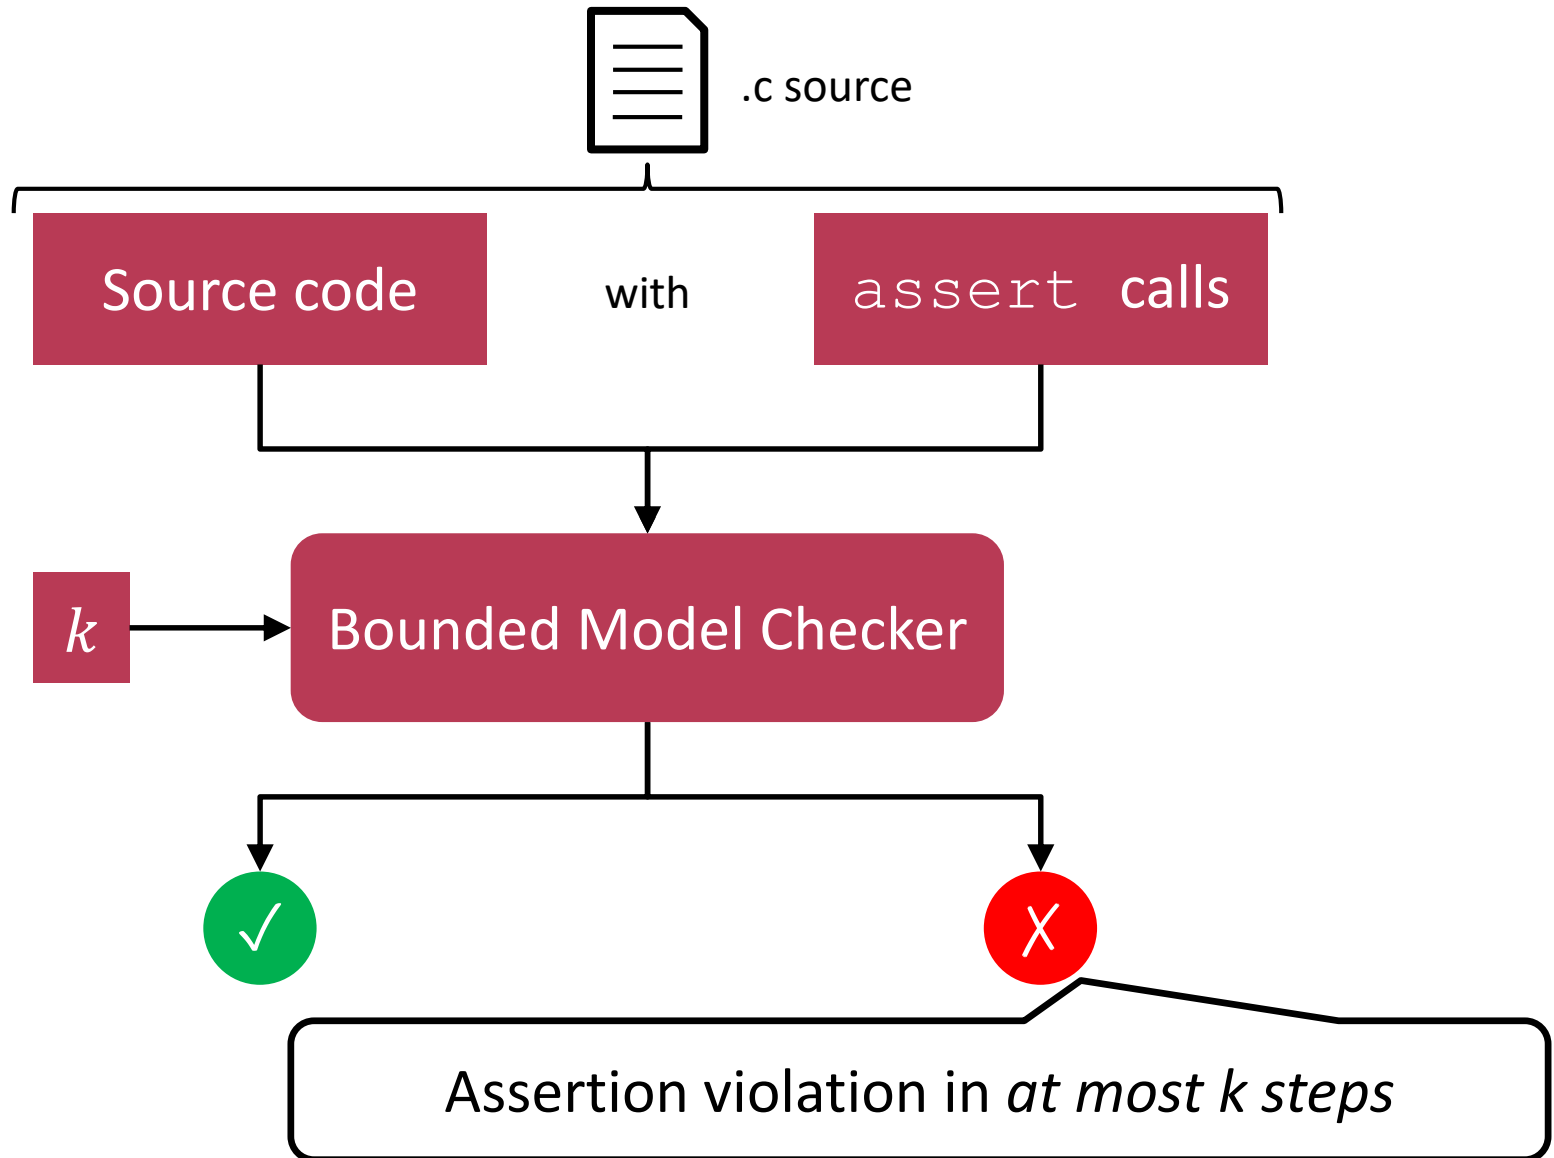 .c source
Source code
with
assert calls
k
Bounded Model Checker
✓
✗
Assertion violation in at most k steps